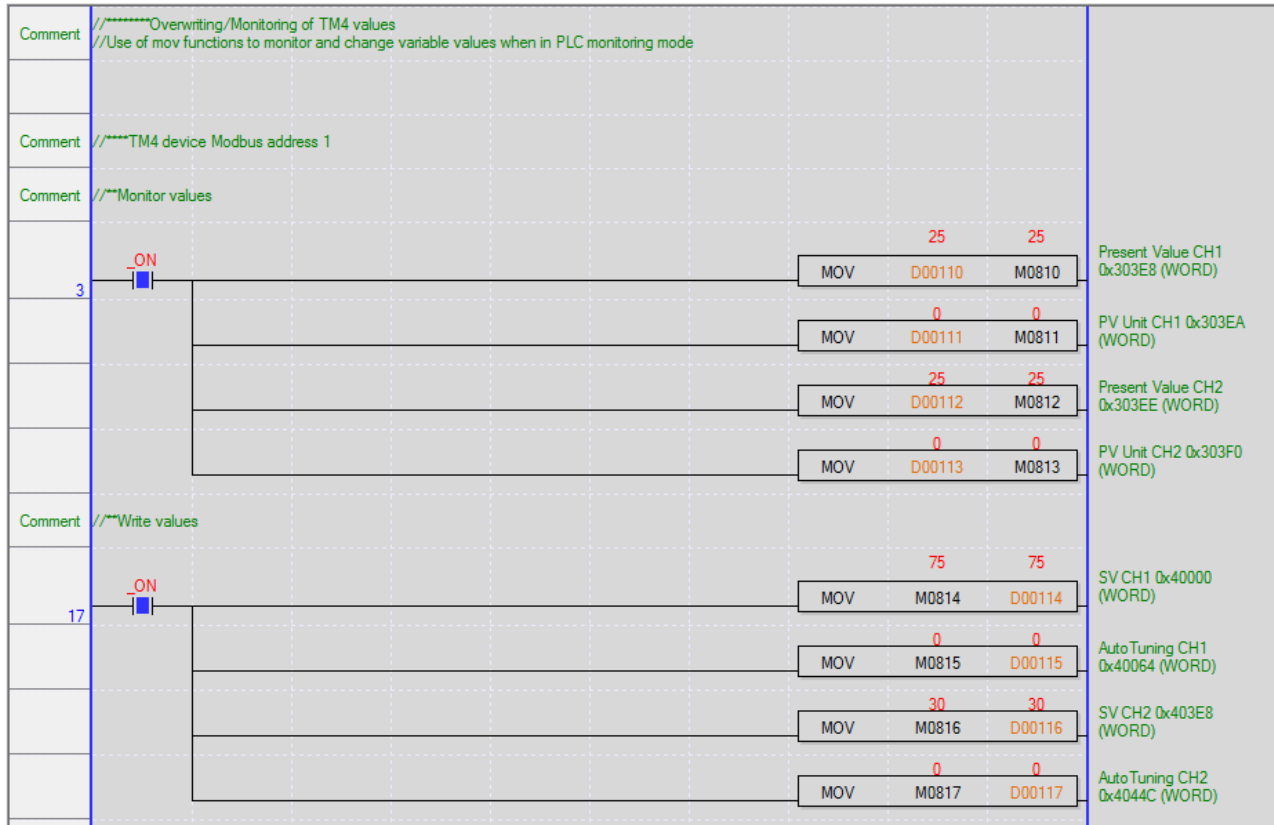 Comment
//********Overwriting/Monitoring of TM4 values
//Use of mov functions to monitor and change variable values when in PLC monitoring mode
Comment
//****TM4 device Modbus address 1
Comment
//**Monitor values
3
_ON
25 25
MOV D00110 M0810
Present Value CH1
0x303E8 (WORD)
0 0
MOV D00111 M0811
PV Unit CH1 0x303EA
(WORD)
25 25
MOV D00112 M0812
Present Value CH2
0x303EE (WORD)
0 0
MOV D00113 M0813
PV Unit CH2 0x303F0
(WORD)
Comment
//**Write values
17
_ON
75 75
MOV M0814 D00114
SV CH1 0x40000
(WORD)
0 0
MOV M0815 D00115
AutoTuning CH1
0x40064 (WORD)
30 30
MOV M0816 D00116
SV CH2 0x403E8
(WORD)
0 0
MOV M0817 D00117
AutoTuning CH2
0x4044C (WORD)